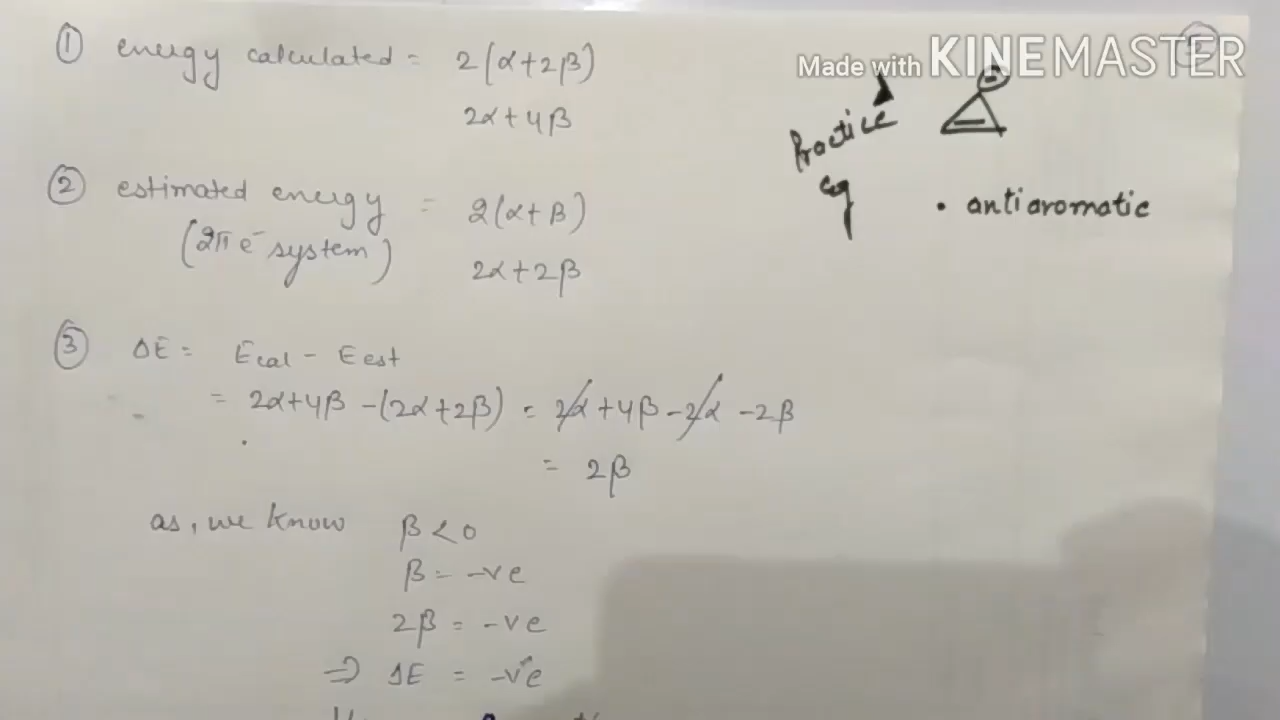 ① energy calculated = 2(α+2β)
2α+4β
② estimated energy = 2(α+β)
(2π e⁻ system)
2α+2β
③ ΔE = Ecal - Eest
= 2α+4β -(2α+2β) = 2α+4β-2α-2β
= 2β
as, we know β<0
β = -ve
2β = -ve
⇒ ΔE = -ve
Made with KINEMASTER
Practice
eg
• antiaromatic